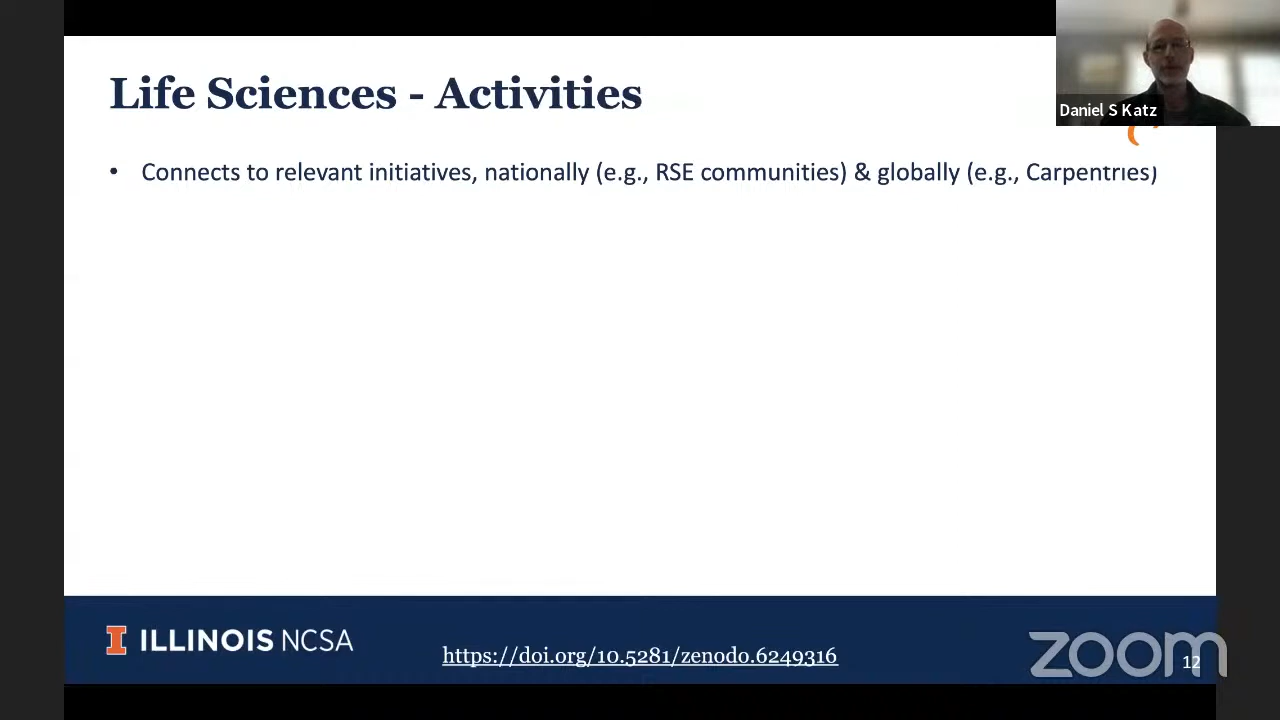 Life Sciences - Activities
Daniel S Katz
• Connects to relevant initiatives, nationally (e.g., RSE communities) & globally (e.g., Carpentries)
I ILLINOIS NCSA
https://doi.org/10.5281/zenodo.6249316
zoom
12